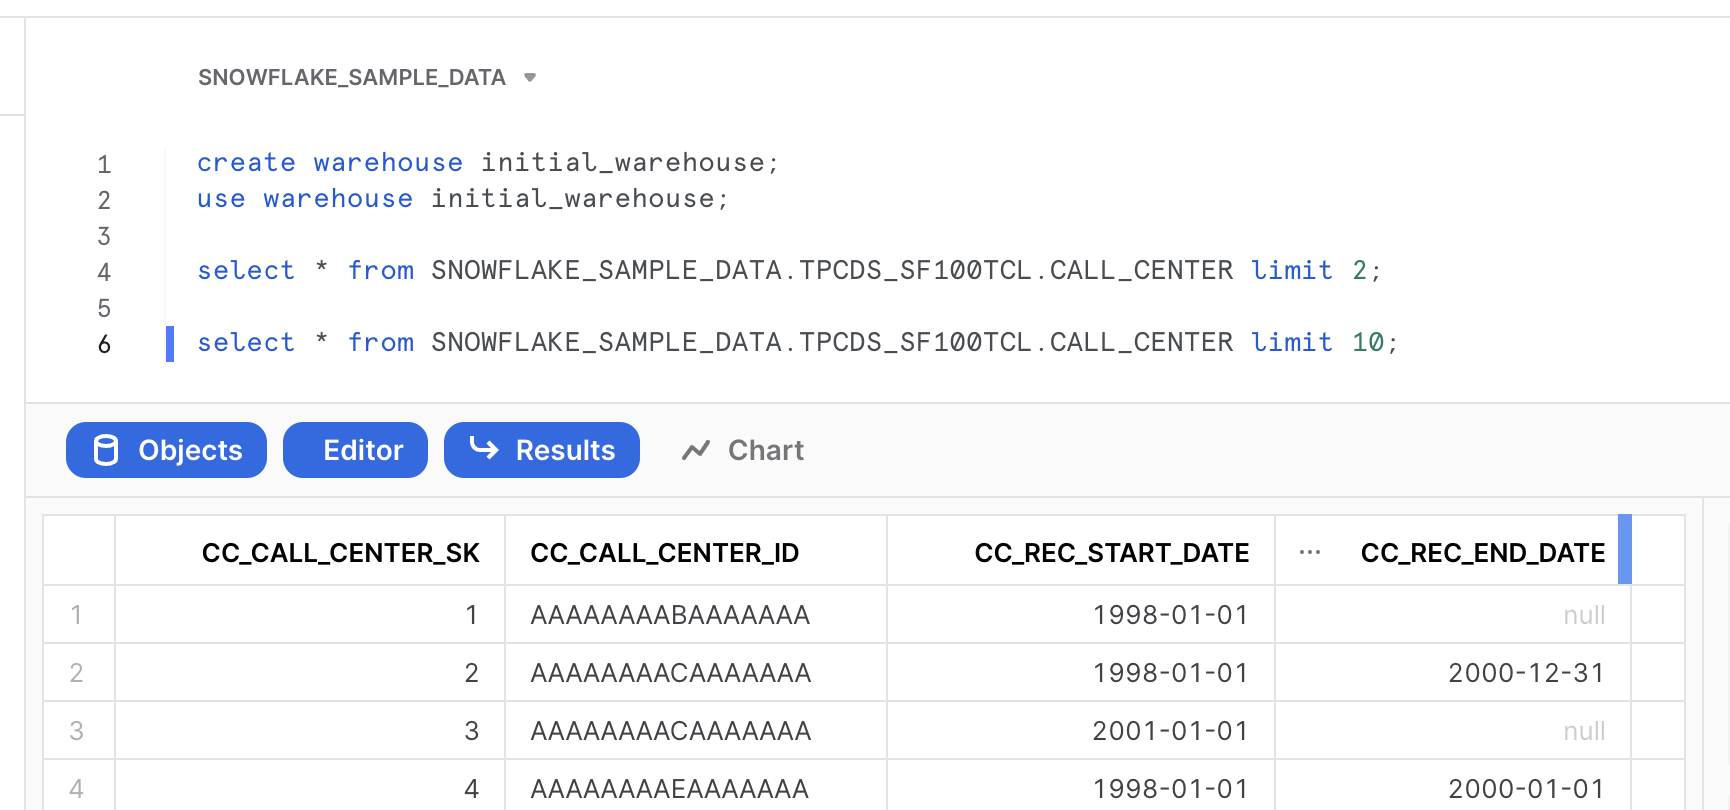 SNOWFLAKE_SAMPLE_DATA
1 create warehouse initial_warehouse;
2 use warehouse initial_warehouse;
3
4 select * from SNOWFLAKE_SAMPLE_DATA.TPCDS_SF100TCL.CALL_CENTER limit 2;
5
6 select * from SNOWFLAKE_SAMPLE_DATA.TPCDS_SF100TCL.CALL_CENTER limit 10;
Objects Editor Results Chart
CC_CALL_CENTER_SK CC_CALL_CENTER_ID CC_REC_START_DATE ... CC_REC_END_DATE
1 1 AAAAAAAABAAAAAAA 1998-01-01 null
2 2 AAAAAAAACAAAAAAA 1998-01-01 2000-12-31
3 3 AAAAAAAACAAAAAAA 2001-01-01 null
4 4 AAAAAAAAEAAAAAAA 1998-01-01 2000-01-01